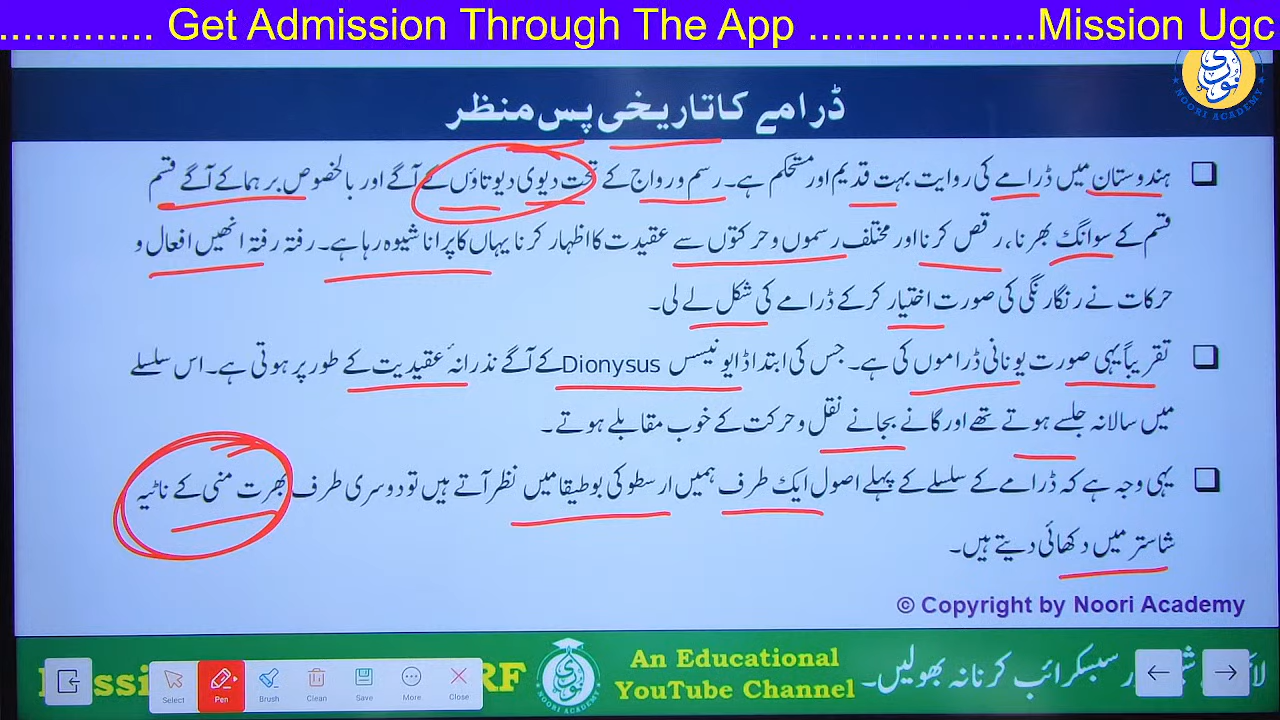 ............. Get Admission Through The App ..................Mission Ugc
NOORI ACADEMY
ڈرامے کا تاریخی پس منظر
ہندوستان میں ڈرامے کی روایت بہت قدیم اور مستحکم ہے۔ رسم و رواج کے تحت دیوی دیوتاؤں کے آگے اور بالخصوص برہما کے آگے قسم
قسم کے سوانگ بھرنا، رقص کرنا اور مختلف رسموں و حرکتوں سے عقیدت کا اظہار کرنا یہاں کا پرانا شیوہ رہا ہے۔ رفتہ رفتہ انھیں افعال و
حرکات نے رنگارنگی کی صورت اختیار کرکے ڈرامے کی شکل لے لی۔
تقریباً یہی صورت یونانی ڈراموں کی ہے۔ جس کی ابتدا ڈایونیسس Dionysus کے آگے نذرانۂ عقیدیت کے طور پر ہوتی ہے۔ اس سلسلے
میں سالانہ جلسے ہوتے تھے اور گانے بجانے نقل و حرکت کے خوب مقابلے ہوتے۔
یہی وجہ ہے کہ ڈرامے کے سلسلے کے پہلے اصول ایک طرف ہمیں ارسطو کی بوطیقا میں نظر آتے ہیں تو دوسری طرف بھرت منی کے ناٹیہ
شاستر میں دکھائی دیتے ہیں۔
© Copyright by Noori Academy
RF
An Educational
YouTube Channel
سبسکرائب کرنا نہ بھولیں۔
NOORI ACADEMY
Select Pen Brush Clean Save More Close